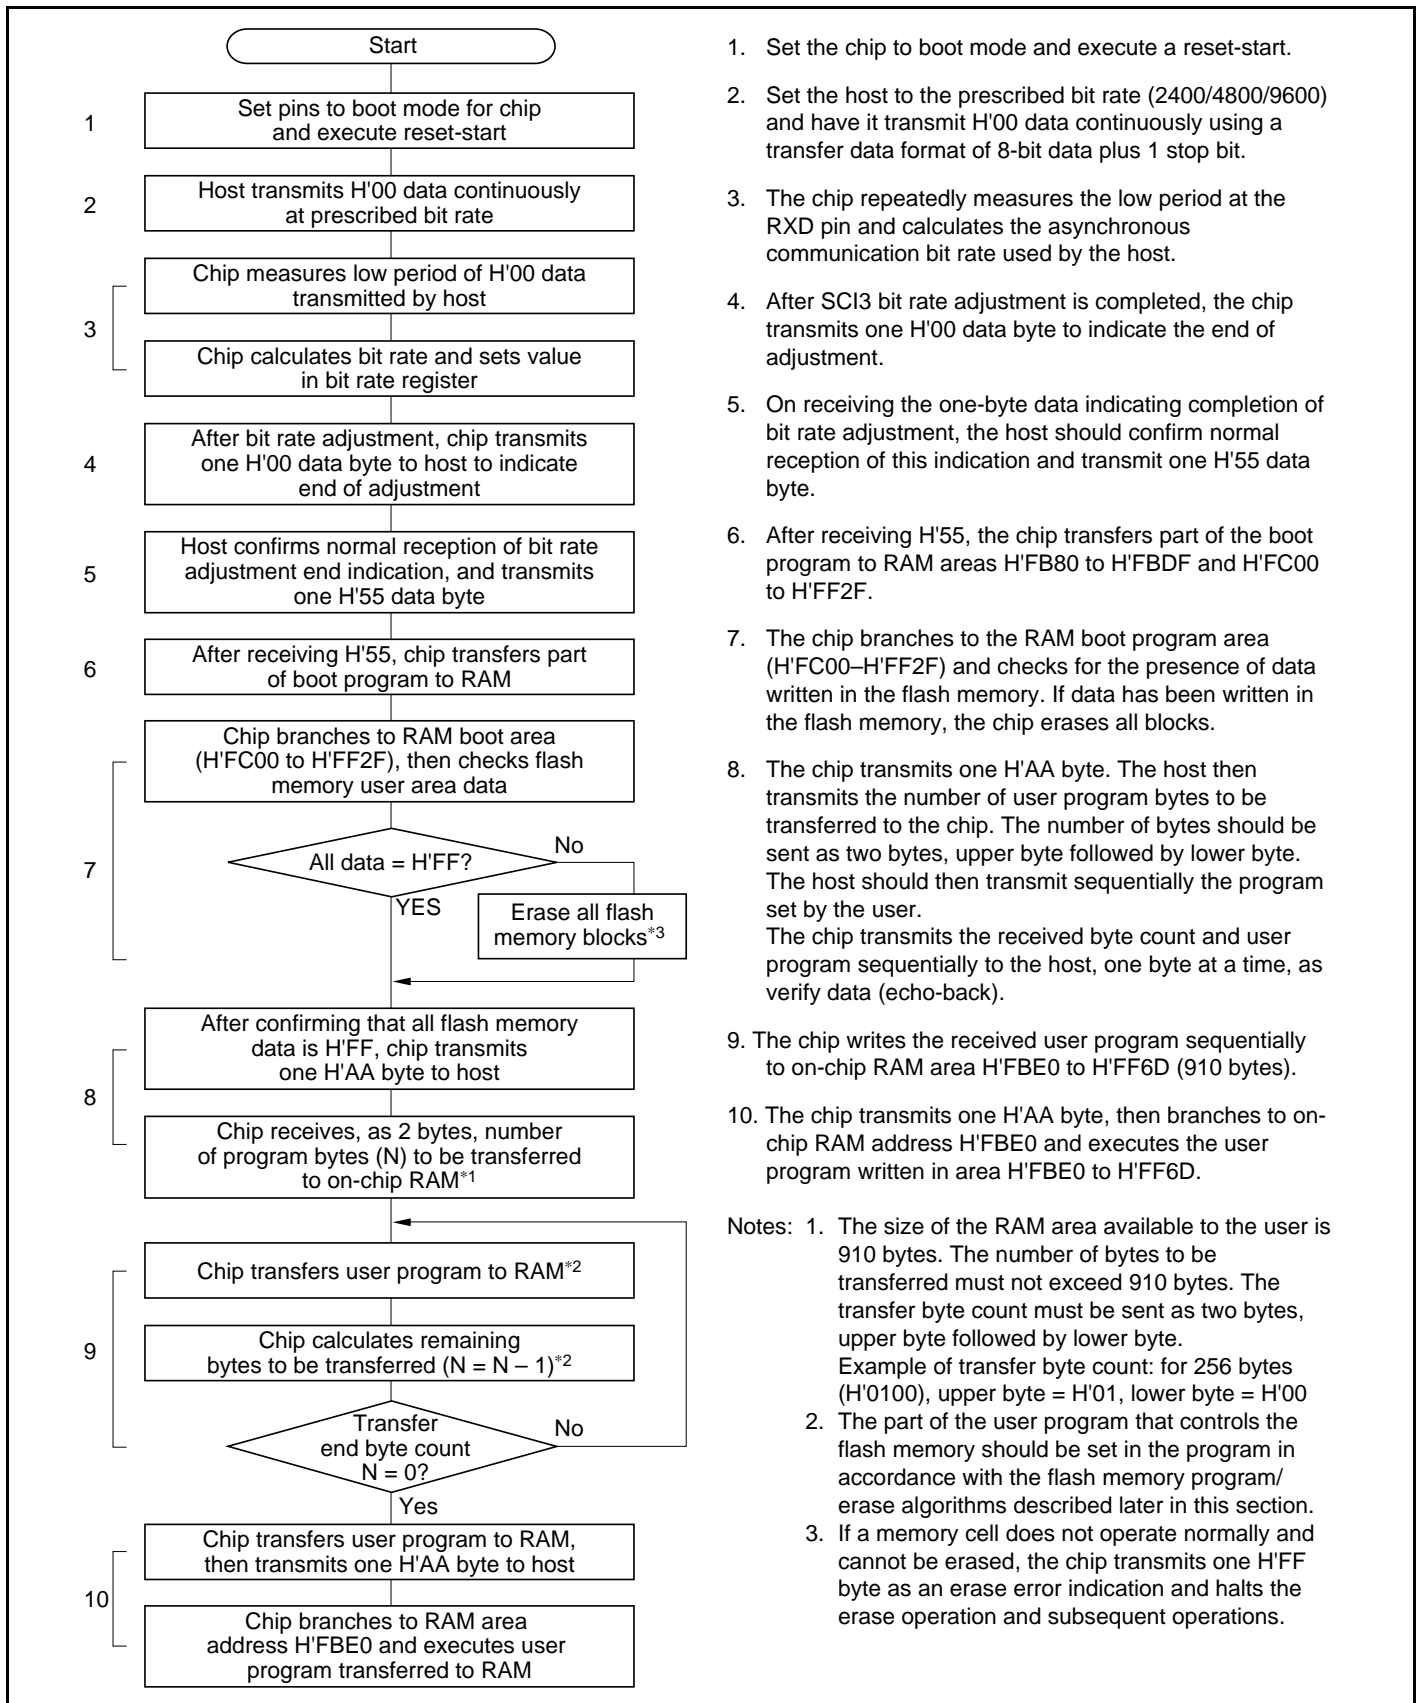 Start
1
Set pins to boot mode for chip
and execute reset-start
2
Host transmits H'00 data continuously
at prescribed bit rate
3
Chip measures low period of H'00 data
transmitted by host
Chip calculates bit rate and sets value
in bit rate register
4
After bit rate adjustment, chip transmits
one H'00 data byte to host to indicate
end of adjustment
5
Host confirms normal reception of bit rate
adjustment end indication, and transmits
one H'55 data byte
6
After receiving H'55, chip transfers part
of boot program to RAM
7
Chip branches to RAM boot area
(H'FC00 to H'FF2F), then checks flash
memory user area data
All data = H'FF?
No
YES
Erase all flash
memory blocks*3
8
After confirming that all flash memory
data is H'FF, chip transmits
one H'AA byte to host
Chip receives, as 2 bytes, number
of program bytes (N) to be transferred
to on-chip RAM*1
9
Chip transfers user program to RAM*2
Chip calculates remaining
bytes to be transferred (N = N – 1)*2
Transfer
end byte count
N = 0?
No
Yes
10
Chip transfers user program to RAM,
then transmits one H'AA byte to host
Chip branches to RAM area
address H'FBE0 and executes user
program transferred to RAM
1. Set the chip to boot mode and execute a reset-start.
2. Set the host to the prescribed bit rate (2400/4800/9600)
and have it transmit H'00 data continuously using a
transfer data format of 8-bit data plus 1 stop bit.
3. The chip repeatedly measures the low period at the
RXD pin and calculates the asynchronous
communication bit rate used by the host.
4. After SCI3 bit rate adjustment is completed, the chip
transmits one H'00 data byte to indicate the end of
adjustment.
5. On receiving the one-byte data indicating completion of
bit rate adjustment, the host should confirm normal
reception of this indication and transmit one H'55 data
byte.
6. After receiving H'55, the chip transfers part of the boot
program to RAM areas H'FB80 to H'FBDF and H'FC00
to H'FF2F.
7. The chip branches to the RAM boot program area
(H'FC00–H'FF2F) and checks for the presence of data
written in the flash memory. If data has been written in
the flash memory, the chip erases all blocks.
8. The chip transmits one H'AA byte. The host then
transmits the number of user program bytes to be
transferred to the chip. The number of bytes should be
sent as two bytes, upper byte followed by lower byte.
The host should then transmit sequentially the program
set by the user.
The chip transmits the received byte count and user
program sequentially to the host, one byte at a time, as
verify data (echo-back).
9. The chip writes the received user program sequentially
to on-chip RAM area H'FBE0 to H'FF6D (910 bytes).
10. The chip transmits one H'AA byte, then branches to on-
chip RAM address H'FBE0 and executes the user
program written in area H'FBE0 to H'FF6D.
Notes: 1. The size of the RAM area available to the user is
910 bytes. The number of bytes to be
transferred must not exceed 910 bytes. The
transfer byte count must be sent as two bytes,
upper byte followed by lower byte.
Example of transfer byte count: for 256 bytes
(H'0100), upper byte = H'01, lower byte = H'00
2. The part of the user program that controls the
flash memory should be set in the program in
accordance with the flash memory program/
erase algorithms described later in this section.
3. If a memory cell does not operate normally and
cannot be erased, the chip transmits one H'FF
byte as an erase error indication and halts the
erase operation and subsequent operations.